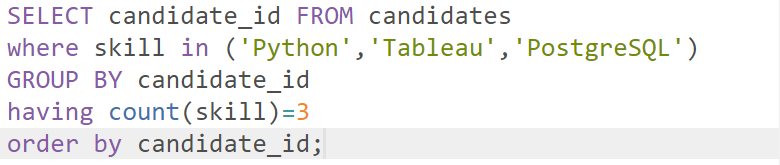 SELECT candidate_id FROM candidates
where skill in ('Python','Tableau','PostgreSQL')
GROUP BY candidate_id
having count(skill)=3
order by candidate_id;